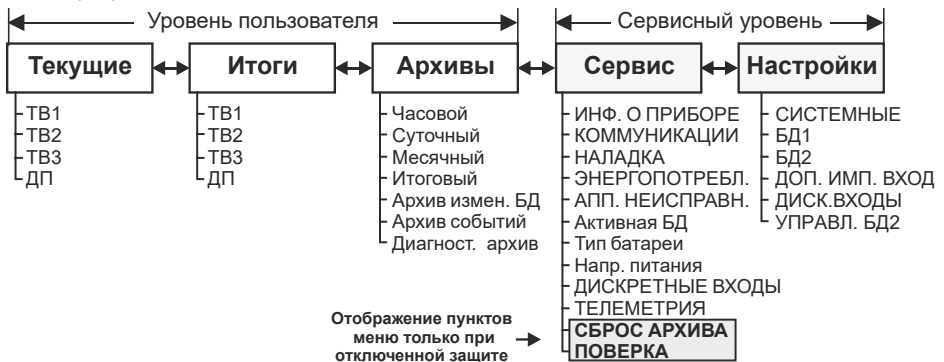 Уровень пользователя
Сервисный уровень
Текущие
Итоги
Архивы
Сервис
Настройки
ТВ1
ТВ2
ТВ3
ДП
ТВ1
ТВ2
ТВ3
ДП
Часовой
Суточный
Месячный
Итоговый
Архив измен. БД
Архив событий
Диагност. архив
ИНФ. О ПРИБОРЕ
КОММУНИКАЦИИ
НАЛАДКА
ЭНЕРГОПОТРЕБЛ.
АПП. НЕИСПРАВН.
Активная БД
Тип батареи
Напр. питания
ДИСКРЕТНЫЕ ВХОДЫ
ТЕЛЕМЕТРИЯ
СБРОС АРХИВА
ПОВЕРКА
СИСТЕМНЫЕ
БД1
БД2
ДОП. ИМП. ВХОД
ДИСК.ВХОДЫ
УПРАВЛ. БД2
Отображение пунктов
меню только при
отключенной защите